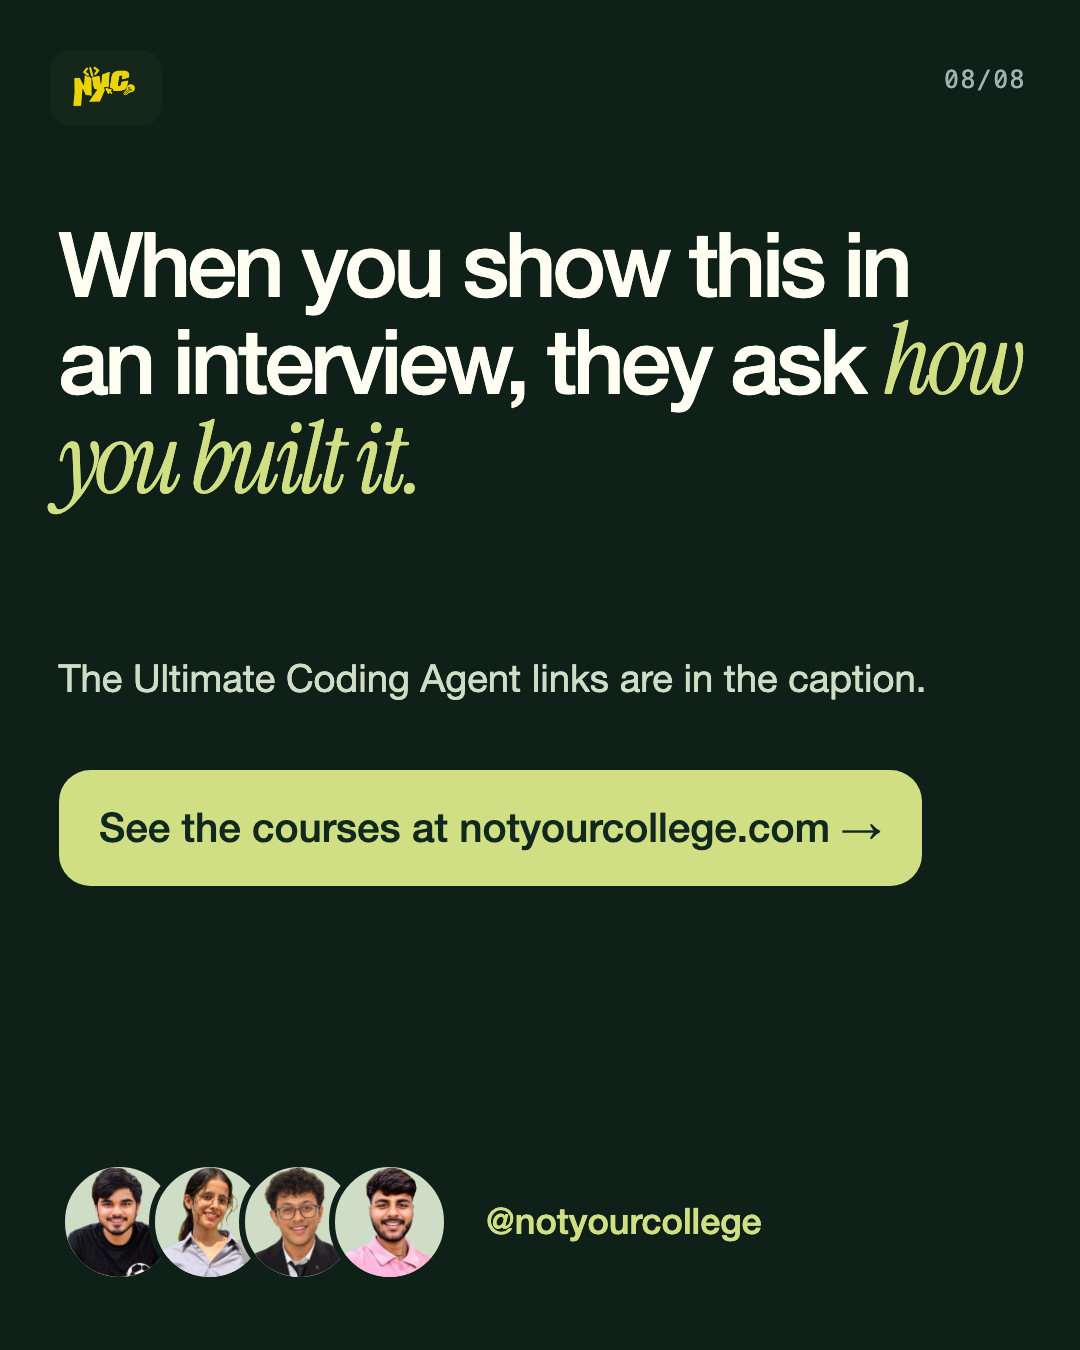 NYC
08/08
When you show this in
an interview, they ask how
you built it.
The Ultimate Coding Agent links are in the caption.
See the courses at notyourcollege.com →
@notyourcollege